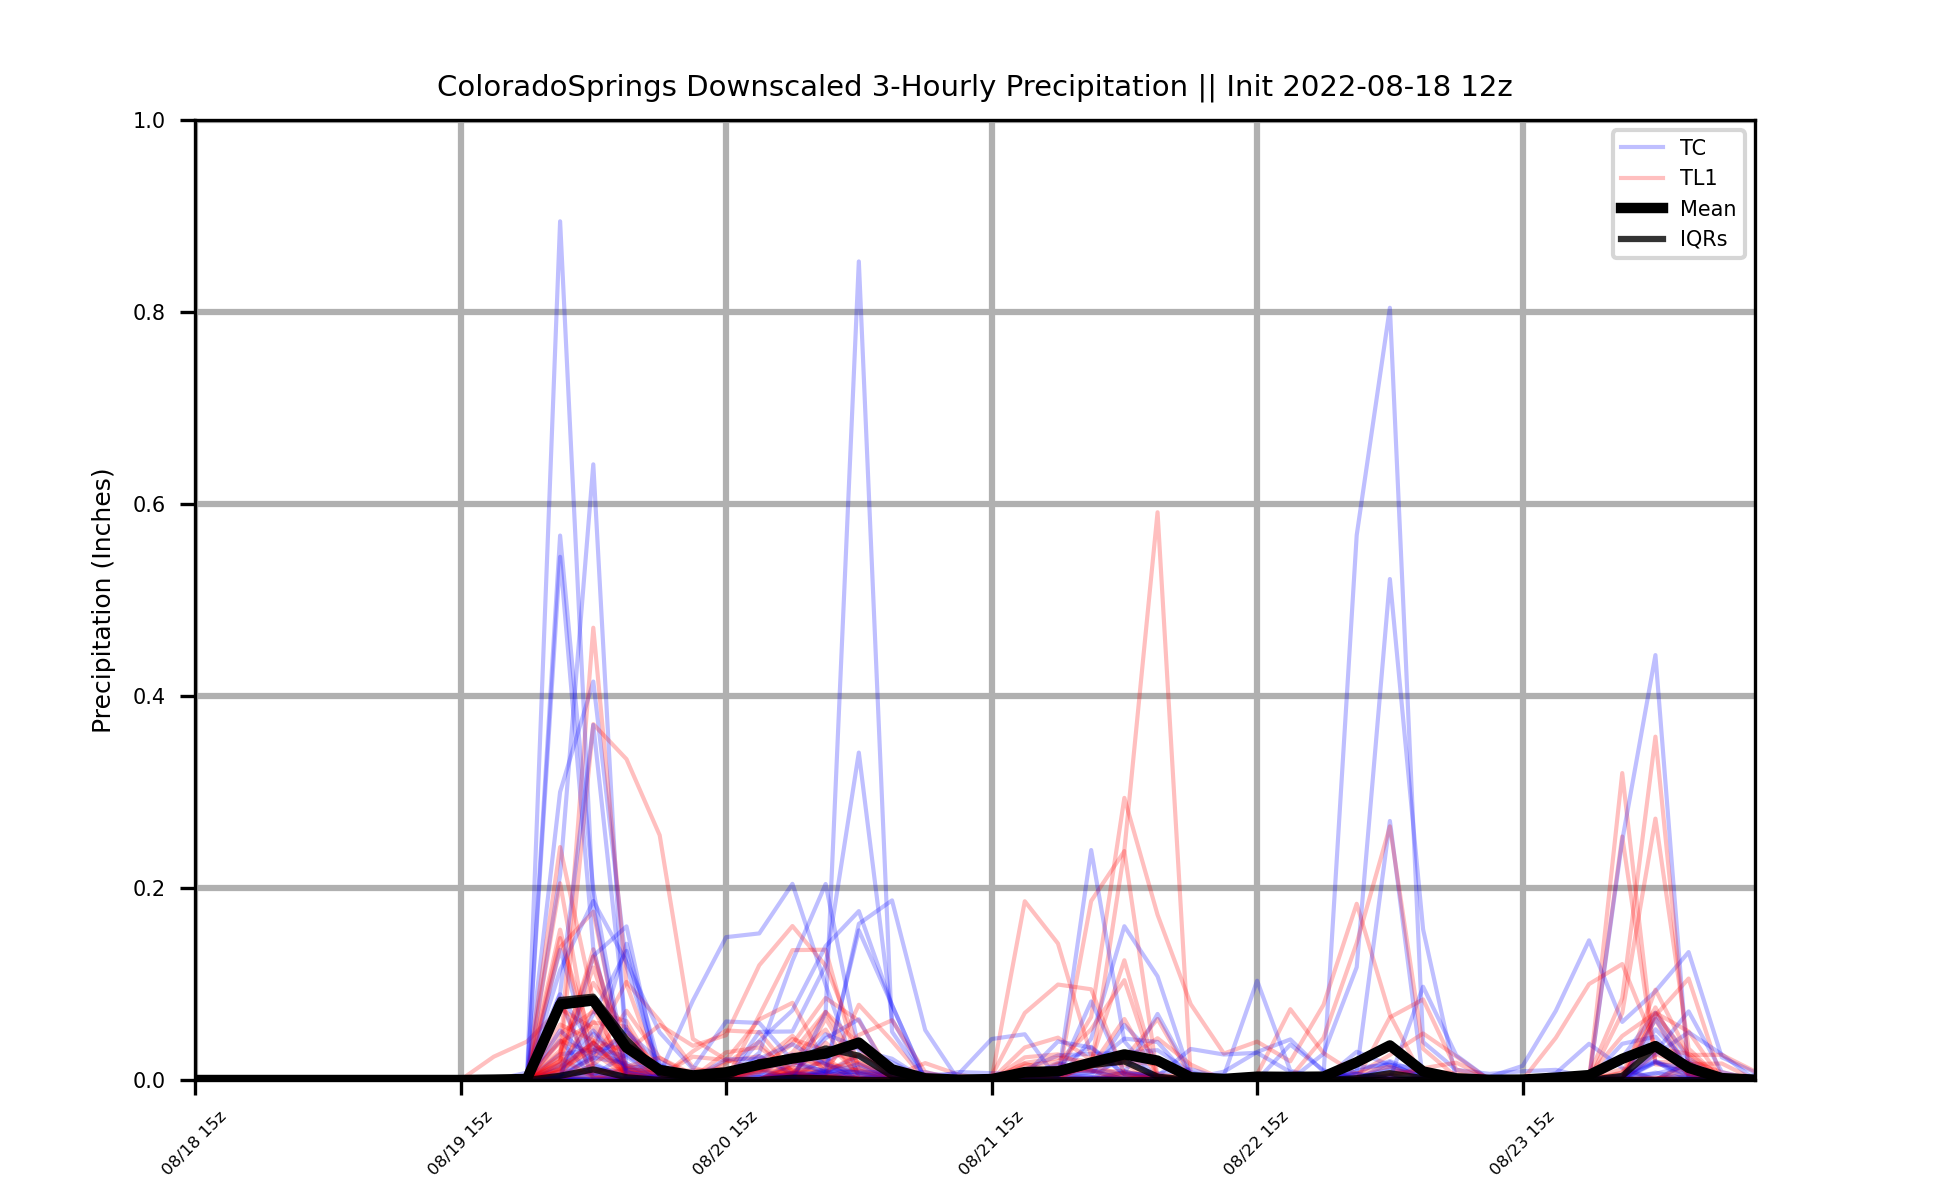 ColoradoSprings Downscaled 3-Hourly Precipitation || Init 2022-08-18 12z
1.0
0.8
0.6
0.4
0.2
0.0
Precipitation (Inches)
TC
TL1
Mean
IQRs
08/18 15z
08/19 15z
08/20 15z
08/21 15z
08/22 15z
08/23 15z